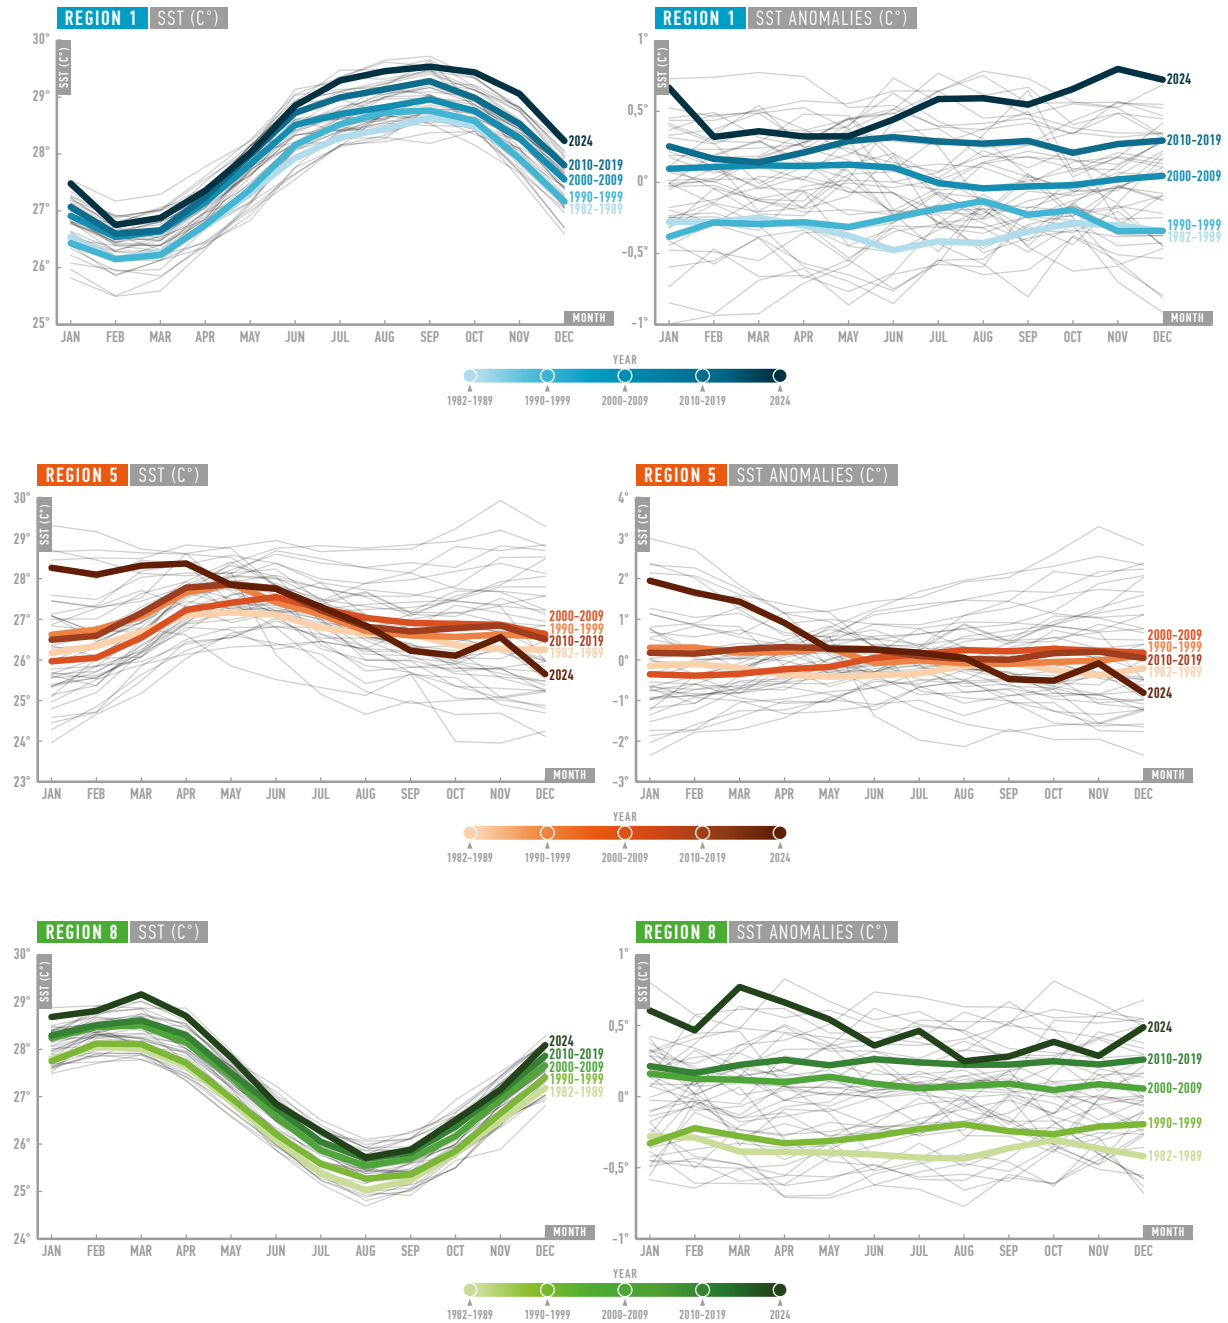 REGION 1 SST (C°)
30°
29°
28°
27°
26°
25°
SST (C°)
2024
2010-2019
2000-2009
1990-1999
1982-1989
MONTH
JAN FEB MAR APR MAY JUN JUL AUG SEP OCT NOV DEC
REGION 1 SST ANOMALIES (C°)
1°
0,5°
0°
-0,5°
-1°
SST (C°)
2024
2010-2019
2000-2009
1990-1999
1982-1989
MONTH
JAN FEB MAR APR MAY JUN JUL AUG SEP OCT NOV DEC
YEAR
1982-1989 1990-1999 2000-2009 2010-2019 2024
REGION 5 SST (C°)
30°
29°
28°
27°
26°
25°
24°
23°
SST (C°)
2000-2009
1990-1999
2010-2019
1982-1989
2024
MONTH
JAN FEB MAR APR MAY JUN JUL AUG SEP OCT NOV DEC
REGION 5 SST ANOMALIES (C°)
4°
3°
2°
1°
0°
-1°
-2°
-3°
SST (C°)
2000-2009
1990-1999
2010-2019
1982-1989
2024
MONTH
JAN FEB MAR APR MAY JUN JUL AUG SEP OCT NOV DEC
YEAR
1982-1989 1990-1999 2000-2009 2010-2019 2024
REGION 8 SST (C°)
30°
29°
28°
27°
26°
25°
24°
SST (C°)
2024
2010-2019
2000-2009
1990-1999
1982-1989
MONTH
JAN FEB MAR APR MAY JUN JUL AUG SEP OCT NOV DEC
REGION 8 SST ANOMALIES (C°)
1°
0,5°
0°
-0,5°
-1°
SST (C°)
2024
2010-2019
2000-2009
1990-1999
1982-1989
MONTH
JAN FEB MAR APR MAY JUN JUL AUG SEP OCT NOV DEC
YEAR
1982-1989 1990-1999 2000-2009 2010-2019 2024